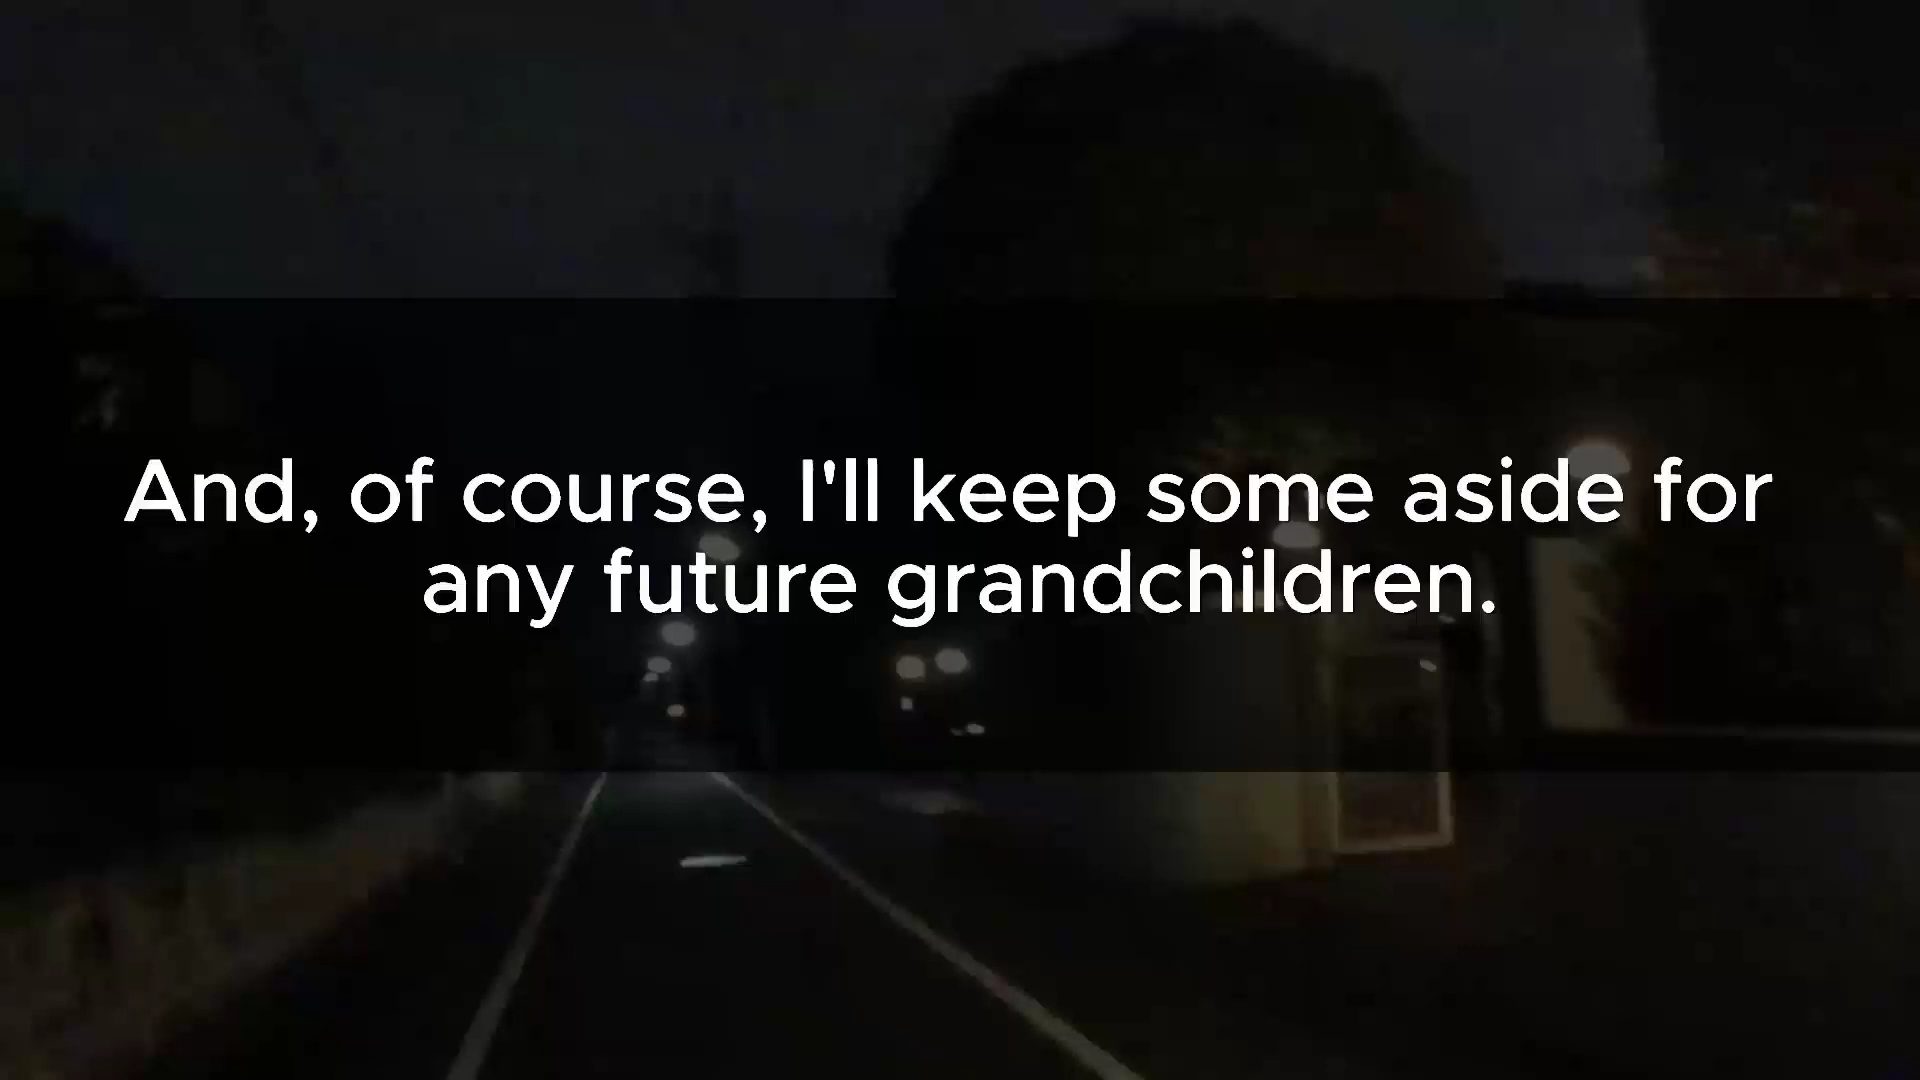 And, of course, I'll keep some aside for
any future grandchildren.